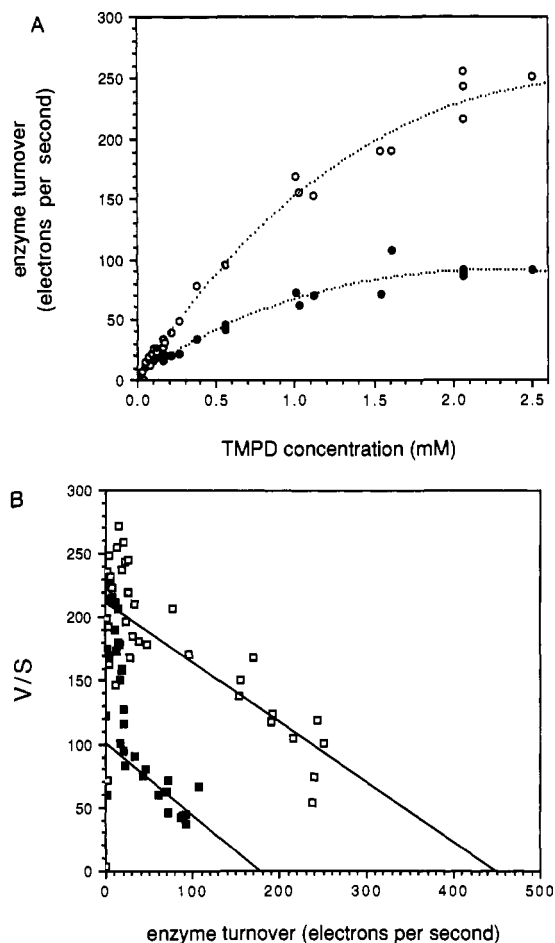 A
300
250
200
150
100
50
0
enzyme turnover
(electrons per second)
0.0 0.5 1.0 1.5 2.0 2.5
TMPD concentration (mM)
B
300
250
200
150
100
50
0
V/S
0 100 200 300 400 500
enzyme turnover (electrons per second)